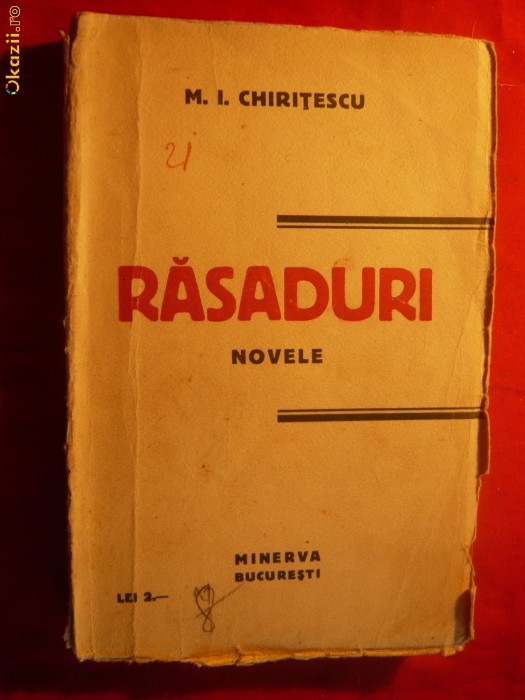 Okazii.ro
M. I. CHIRIȚESCU
21
RĂSADURI
NOVELE
MINERVA
BUCUREȘTI
LEI 2.—
8